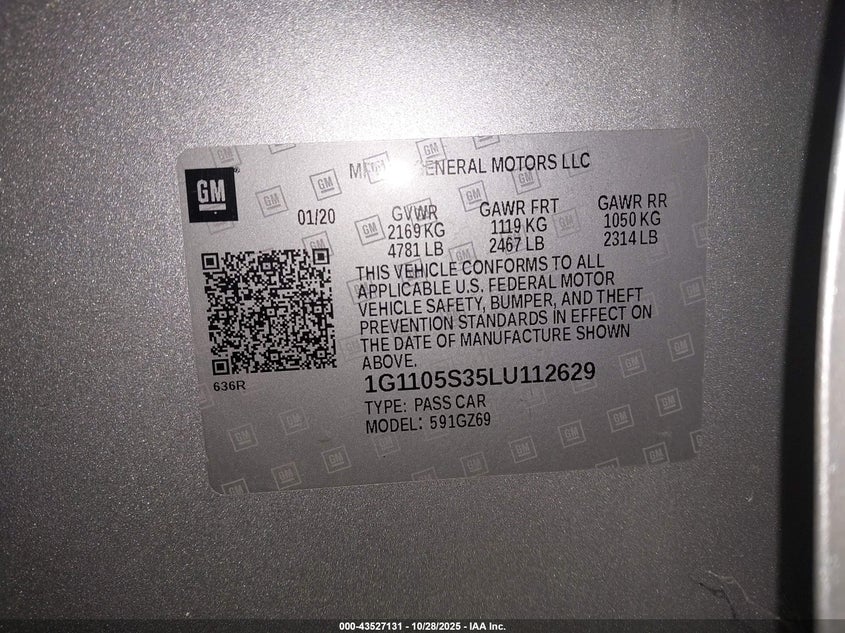 GM
GENERAL MOTORS LLC
01/20
GVWR
2169 KG
4781 LB
GAWR FRT
1119 KG
2467 LB
GAWR RR
1050 KG
2314 LB
THIS VEHICLE CONFORMS TO ALL
APPLICABLE U.S. FEDERAL MOTOR
VEHICLE SAFETY, BUMPER, AND THEFT
PREVENTION STANDARDS IN EFFECT ON
THE DATE OF MANUFACTURE SHOWN
ABOVE.
636R
1G1105S35LU112629
TYPE: PASS CAR
MODEL: 591GZ69
000-43527131 - 10/28/2025 - IAA Inc.